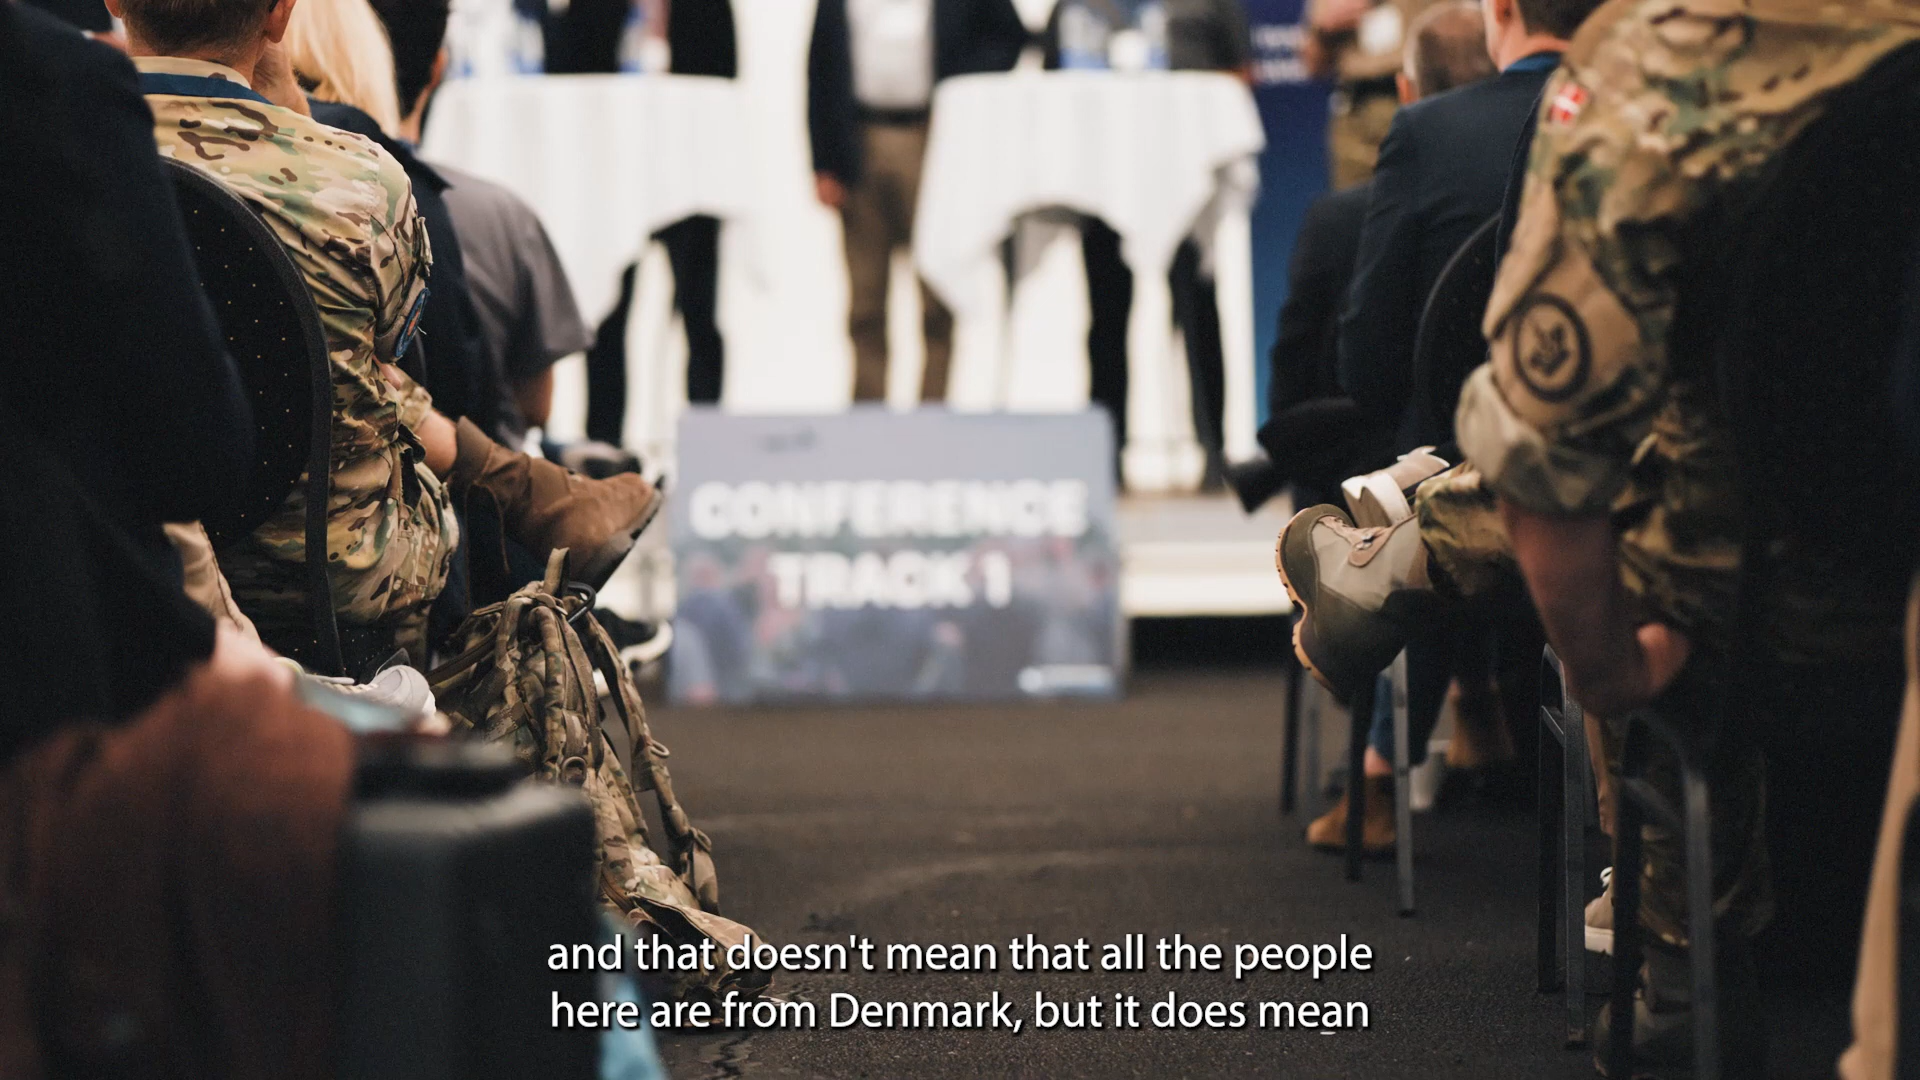 CONFERENCE
TRACK 1
and that doesn't mean that all the people
here are from Denmark, but it does mean